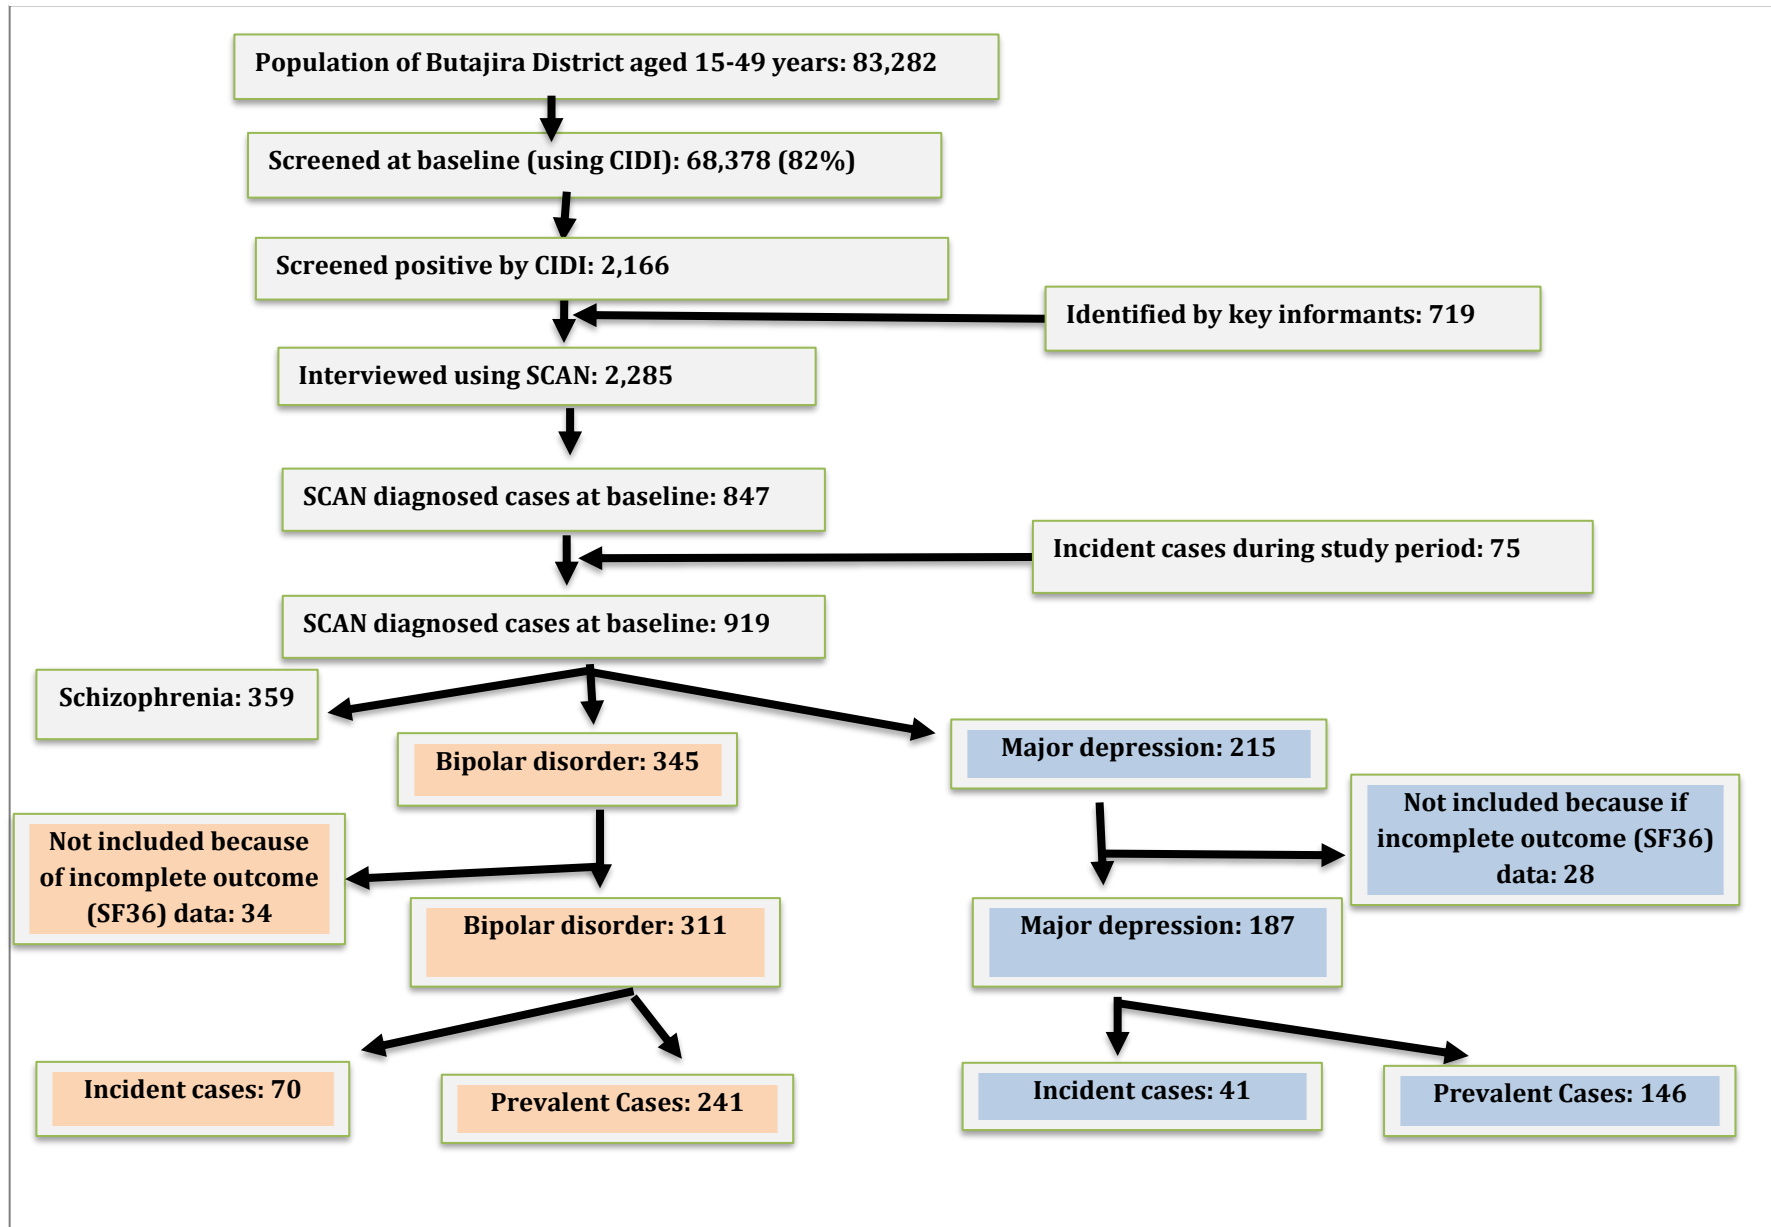 Population of Butajira District aged 15-49 years: 83,282
Screened at baseline (using CIDI): 68,378 (82%)
Screened positive by CIDI: 2,166
Identified by key informants: 719
Interviewed using SCAN: 2,285
SCAN diagnosed cases at baseline: 847
Incident cases during study period: 75
SCAN diagnosed cases at baseline: 919
Schizophrenia: 359
Bipolar disorder: 345
Major depression: 215
Not included because if
incomplete outcome (SF36)
data: 28
Not included because
of incomplete outcome
(SF36) data: 34
Bipolar disorder: 311
Major depression: 187
Incident cases: 70
Prevalent Cases: 241
Incident cases: 41
Prevalent Cases: 146